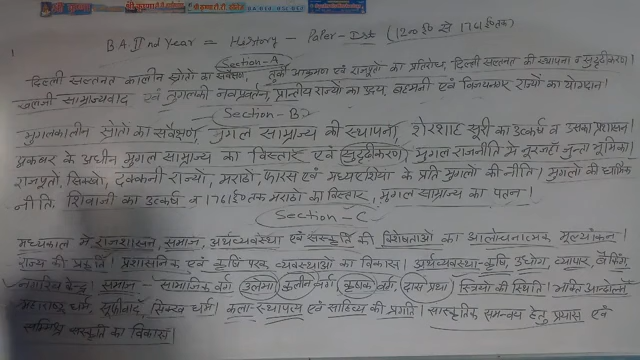 B.A. IInd Year = History - Paper - Ist (1200 ई० से 1761 ई० तक)
Section-A
दिल्ली सल्तनत कालीन स्रोतो का सर्वेक्षण, तुर्क आक्रमण एवं राजपूतो का प्रतिरोध, दिल्ली सल्तनत की स्थापना व सुदृढीकरण।
खलजी साम्राज्यवाद एवं तुगलकी नवप्रवर्तन, प्रान्तीय राज्यो का उदय, बहमनी एवं विजयनगर राज्यों का योगदान।
Section-B
मुगलकालीन स्रोतो का सर्वेक्षण, मुगल साम्राज्य की स्थापना, शेरशाह सूरी का उत्कर्ष व उसका प्रशासन।
अकबर के अधीन मुगल साम्राज्य का विस्तार एवं सुदृढीकरण, मुगल राजनीति मे नूरजहाँ जुन्ता भूमिका।
राजपूतो, सिक्खो, दक्कनी राज्यो, मराठो, फारस एवं मध्यएशिया के प्रति मुगलो की नीति। मुगलो की धार्मिक
नीति, शिवाजी का उत्कर्ष व 1761 ई० तक मराठो का विस्तार, मुगल साम्राज्य का पतन।
Section-C
मध्यकाल मे राजशासन, समाज, अर्थव्यवस्था एवं संस्कृति की विशेषताओ का आलोचनात्मक मूल्यांकन।
राज्य की प्रकृति। प्रशासनिक एवं कृषि परक व्यवस्थाओ का विकास। अर्थव्यवस्था - कृषि, उद्योग, व्यापार, बैंकिंग,
नगरीय केन्द्र। समाज - सामाजिक वर्ग उलेमा कुलीन वर्ग कृषक वर्ग, दास प्रथा स्त्रियो की स्थिति। भक्ति आन्दोलन
महाराष्ट्र धर्म, सूफीवाद, सिक्ख धर्म। कला-स्थापत्य एवं साहित्य की प्रगति। सांस्कृतिक समन्वय हेतु प्रयास एवं
संस्कृति का विकास।